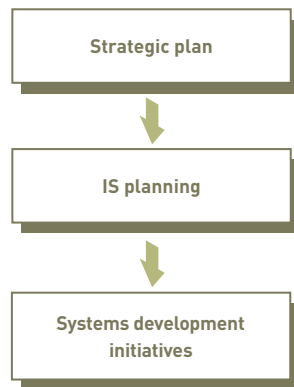 Strategic plan
IS planning
Systems development
initiatives